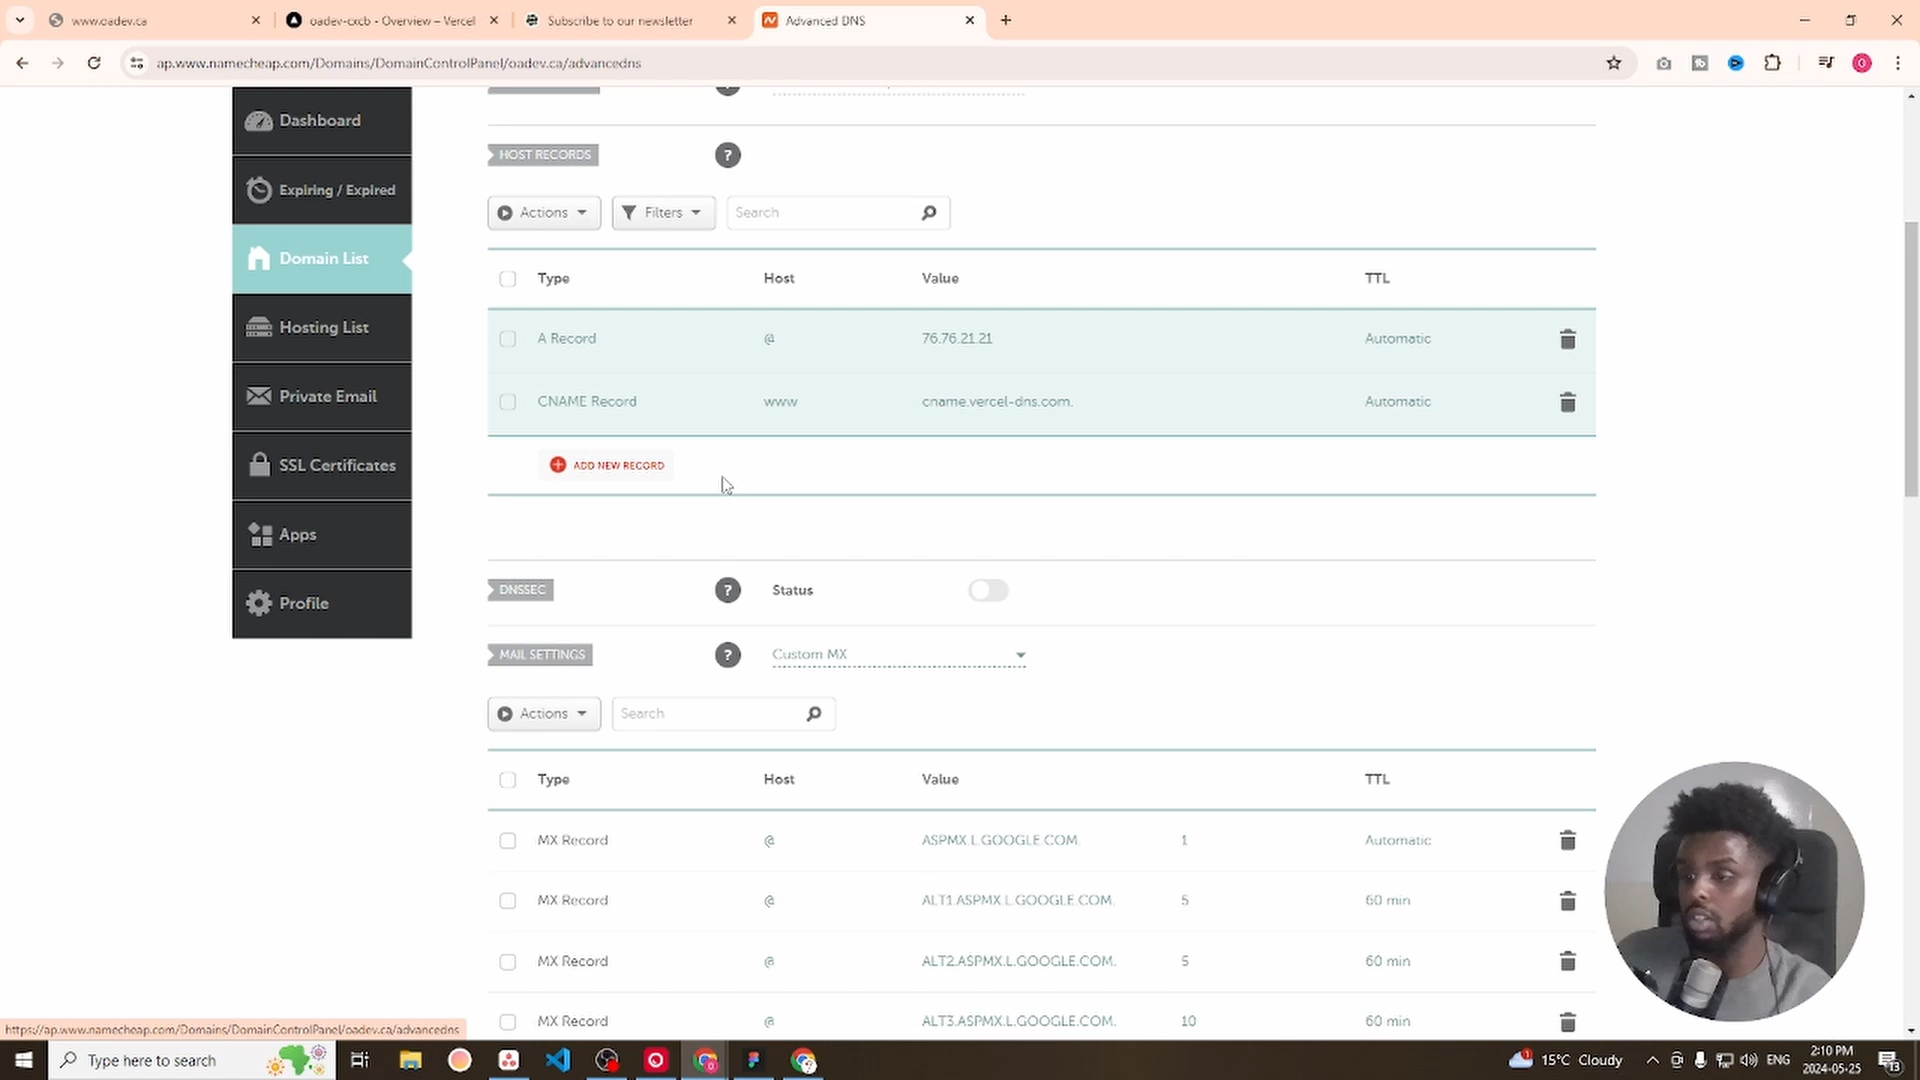 www.oadev.ca
oadev-cxcb - Overview – Vercel
Subscribe to our newsletter
Advanced DNS
ap.www.namecheap.com/Domains/DomainControlPanel/oadev.ca/advancedns
Dashboard
Expiring / Expired
Domain List
Hosting List
Private Email
SSL Certificates
Apps
Profile
HOST RECORDS
?
Actions
Filters
Search
Type Host Value TTL
A Record @ 76.76.21.21 Automatic
CNAME Record www cname.vercel-dns.com. Automatic
ADD NEW RECORD
DNSSEC ? Status
MAIL SETTINGS ? Custom MX
Actions
Search
Type Host Value TTL
MX Record @ ASPMX.L.GOOGLE.COM. 1 Automatic
MX Record @ ALT1.ASPMX.L.GOOGLE.COM. 5 60 min
MX Record @ ALT2.ASPMX.L.GOOGLE.COM. 5 60 min
MX Record @ ALT3.ASPMX.L.GOOGLE.COM. 10 60 min
https://ap.www.namecheap.com/Domains/DomainControlPanel/oadev.ca/advancedns
Type here to search
15°C Cloudy
ENG
2:10 PM
2024-05-25
13